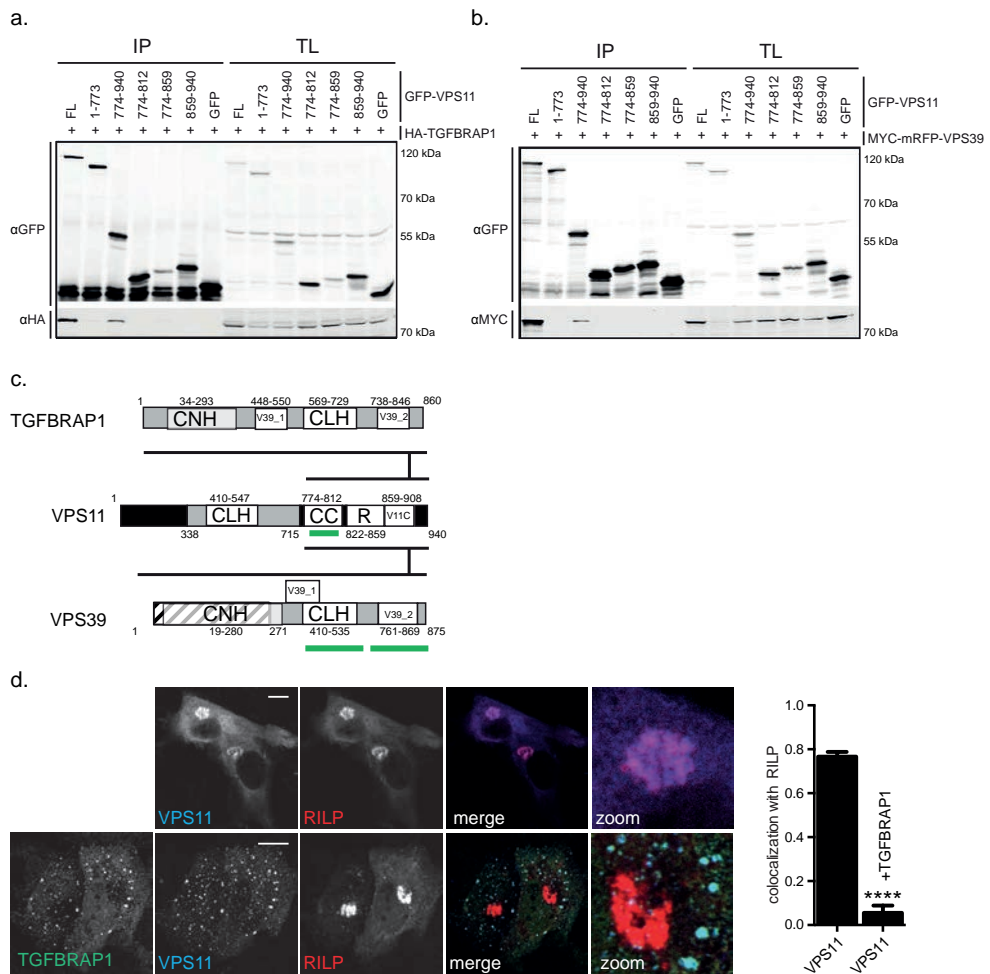 a.
IP TL
FL 1-773 774-940 774-812 774-859 859-940 GFP FL 1-773 774-940 774-812 774-859 859-940 GFP
GFP-VPS11
+ + + + + + + + + + + + + + HA-TGFBRAP1
120 kDa
70 kDa
55 kDa
αGFP
αHA
70 kDa
b.
IP TL
FL 1-773 774-940 774-812 774-859 859-940 GFP FL 1-773 774-940 774-812 774-859 859-940 GFP
GFP-VPS11
+ + + + + + + + + + + + + + MYC-mRFP-VPS39
120 kDa
70 kDa
55 kDa
αGFP
αMYC
70 kDa
c.
1 34-293 448-550 569-729 738-846 860
TGFBRAP1 CNH V39_1 CLH V39_2
1 410-547 774-812 859-908
VPS11 CLH CC R V11C
338 715 822-859 940
V39_1
VPS39 CNH CLH V39_2
1 19-280 271 410-535 761-869 875
d.
VPS11 RILP merge zoom
TGFBRAP1 VPS11 RILP merge zoom
colocalization with RILP
1.0
0.8
0.6
0.4
0.2
0.0
+TGFBRAP1
****
VPS11 VPS11